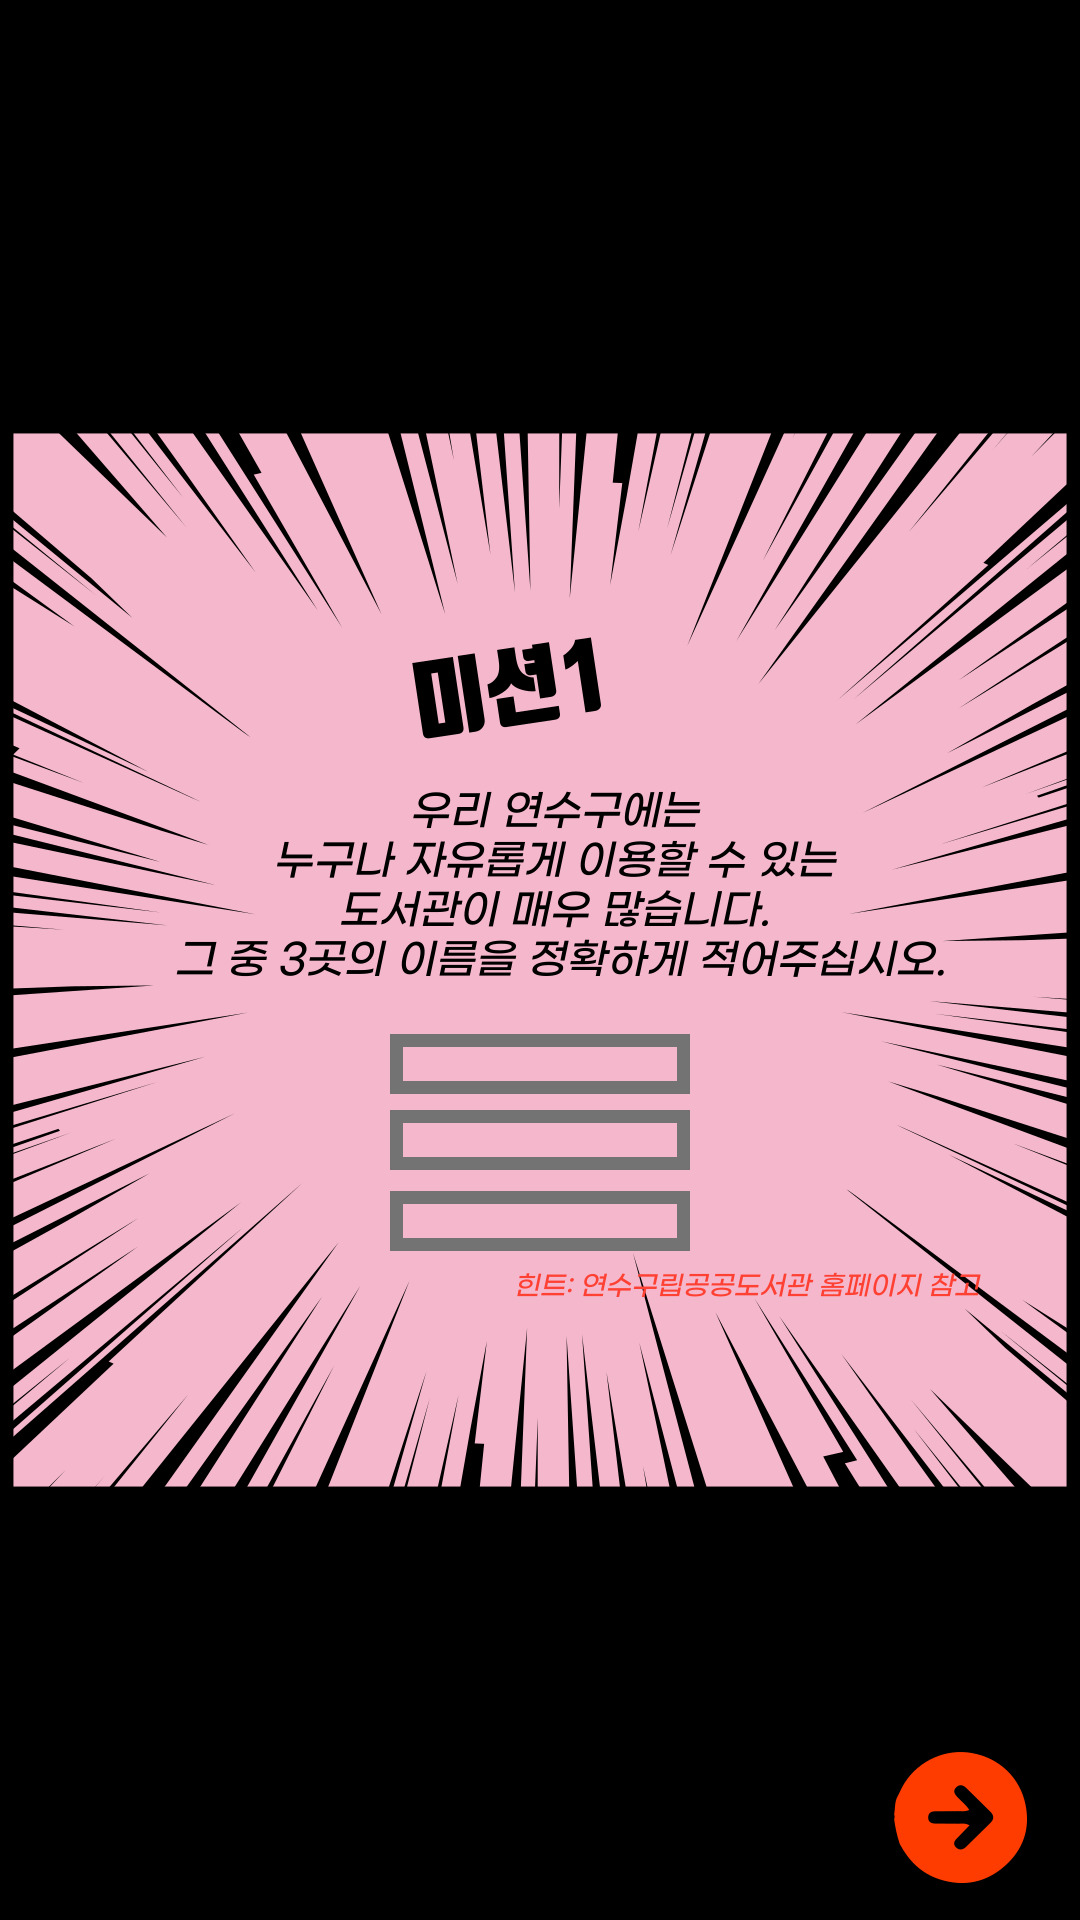 미션1
우리 연수구에는
누구나 자유롭게 이용할 수 있는
도서관이 매우 많습니다.
그 중 3곳의 이름을 정확하게 적어주십시오.
힌트: 연수구립공공도서관 홈페이지 참고